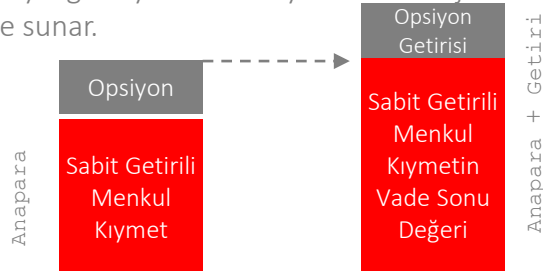 e sunar.
Opsiyon
Sabit Getirili
Menkul
Kıymet
Anapara
Opsiyon
Getirisi
Sabit Getirili
Menkul
Kıymetin
Vade Sonu
Değeri
Anapara + Getiri